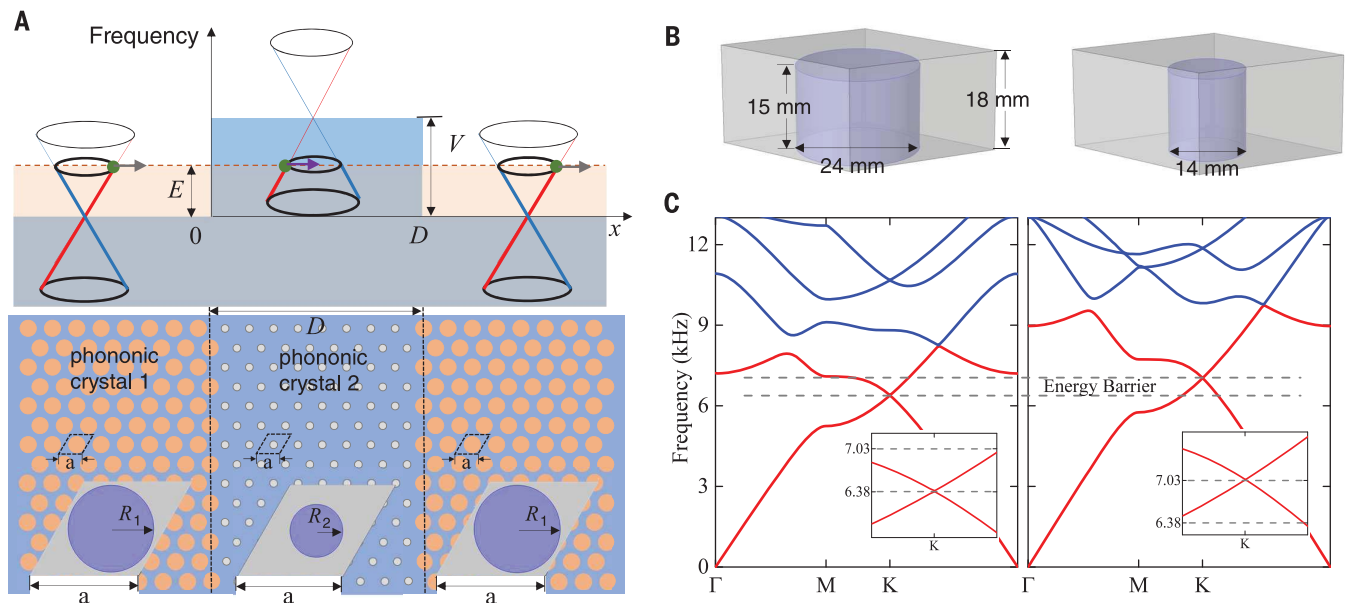 A
Frequency
V
E
0
D
x
D
phononic
crystal 1
phononic
crystal 2
a
a
a
R1
R2
R1
a
a
a
B
15 mm
18 mm
24 mm
14 mm
C
Frequency (kHz)
12
9
6
3
0
Energy Barrier
7.03
6.38
K
7.03
6.38
K
Γ
M
K
Γ
M
K